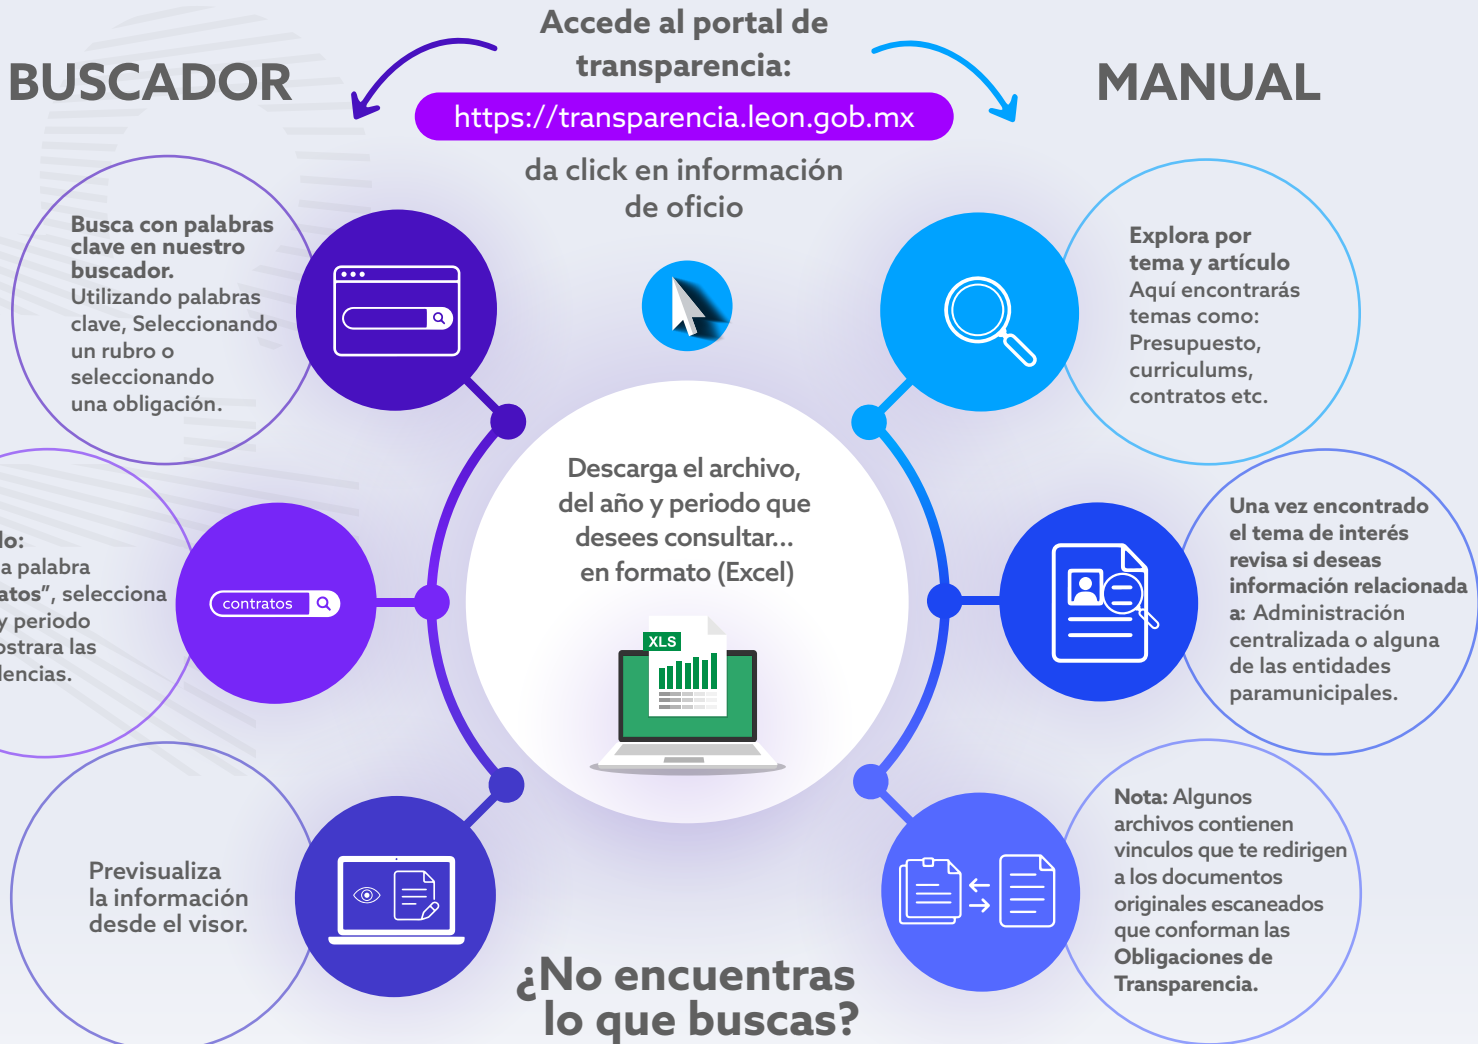 Accede al portal de
transparencia:
https://transparencia.leon.gob.mx
da click en información
de oficio
BUSCADOR
Busca con palabras
clave en nuestro
buscador.
Utilizando palabras
clave, Seleccionando
un rubro o
seleccionando
una obligación.
a palabra
selecciona
y periodo
las
contratos
Previsualiza
la información
desde el visor.
Descarga el archivo,
del año y periodo que
desees consultar...
en formato (Excel)
XLS
MANUAL
Explora por
tema y artículo
Aquí encontrarás
temas como:
Presupuesto,
curriculums,
contratos etc.
Una vez encontrado
el tema de interés
revisa si deseas
información relacionada
a: Administración
centralizada o alguna
de las entidades
paramunicipales.
Nota: Algunos
archivos contienen
vinculos que te redirigen
a los documentos
originales escaneados
que conforman las
Obligaciones de
Transparencia.
¿No encuentras
lo que buscas?